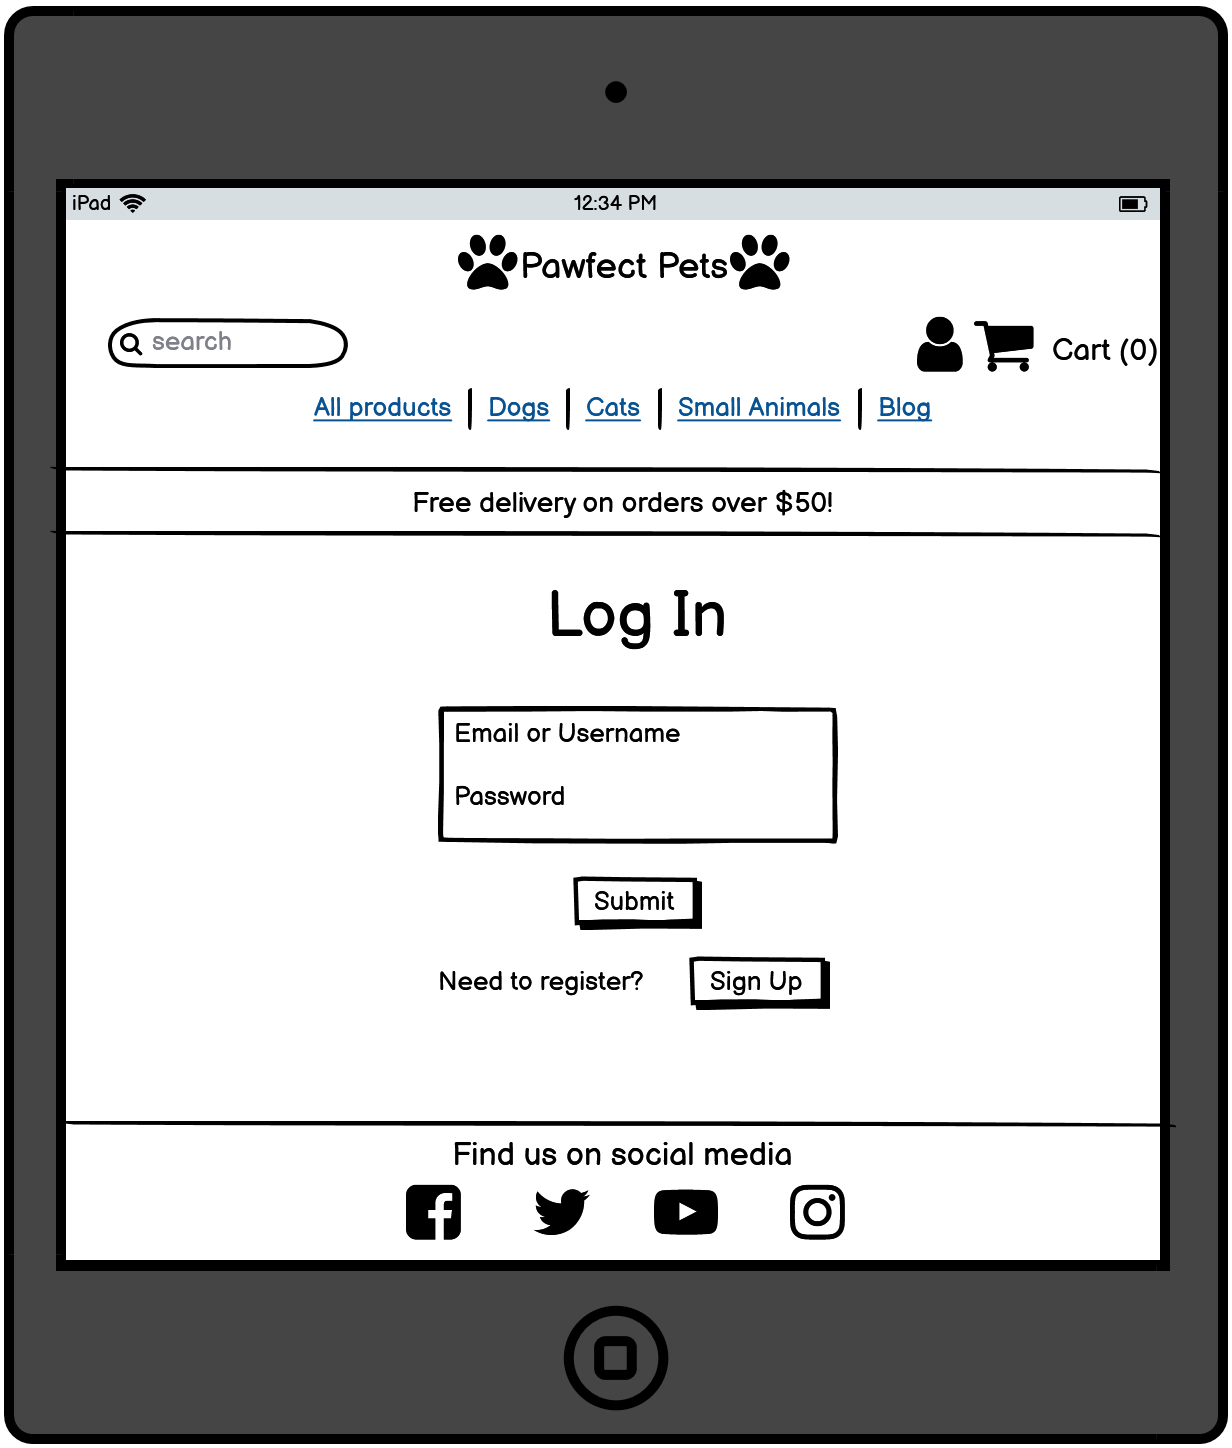 iPad 12:34 PM
Pawfect Pets
search
Cart (0)
All products Dogs Cats Small Animals Blog
Free delivery on orders over $50!
Log In
Email or Username
Password
Submit
Need to register? Sign Up
Find us on social media